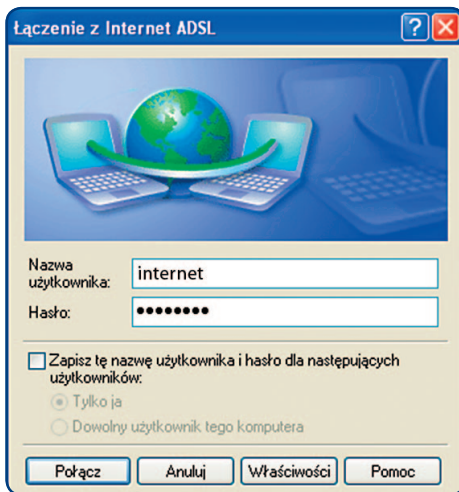 Łączenie z Internet ADSL
Nazwa
użytkownika:
internet
Hasło:
••••••••
Zapisz tę nazwę użytkownika i hasło dla następujących
użytkowników:
Tylko ja
Dowolny użytkownik tego komputera
Połącz Anuluj Właściwości Pomoc